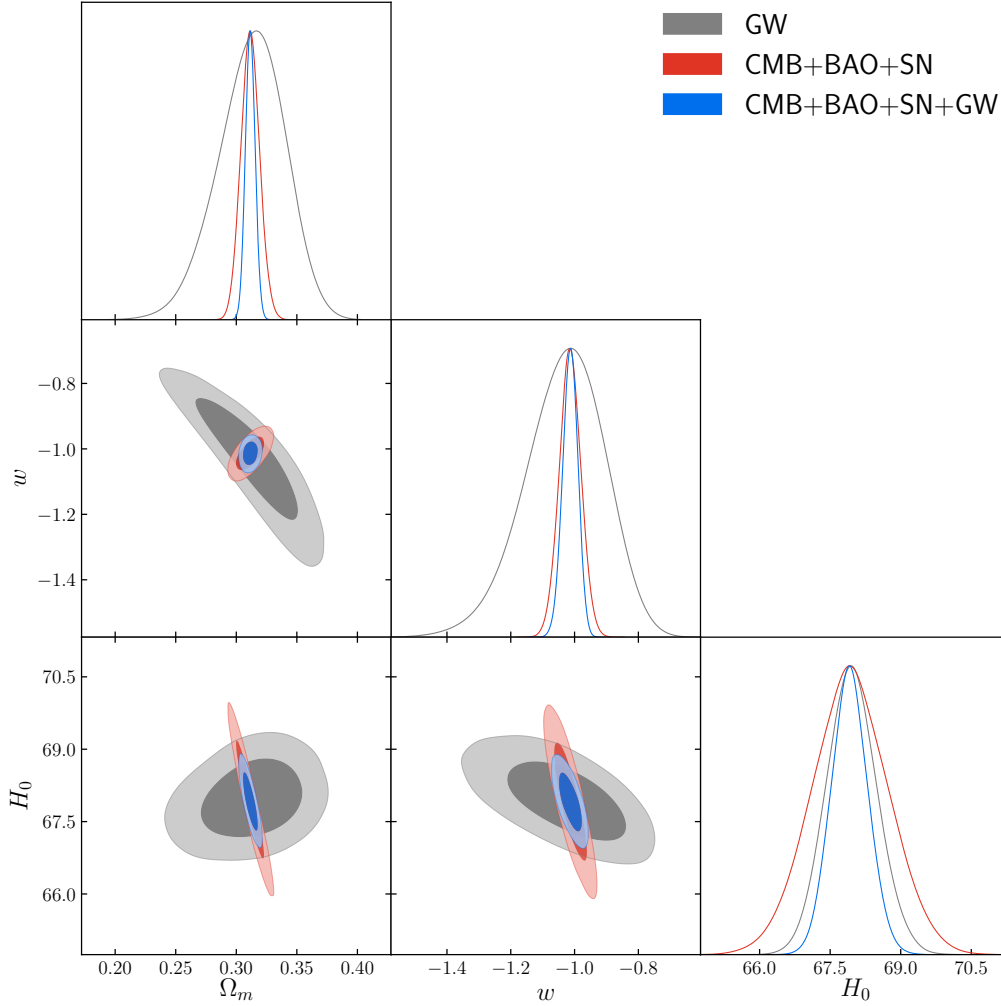 GW
CMB+BAO+SN
CMB+BAO+SN+GW
−0.8
−1.0
−1.2
−1.4
w
70.5
69.0
67.5
66.0
H₀
0.20 0.25 0.30 0.35 0.40
Ωₘ
−1.4 −1.2 −1.0 −0.8
w
66.0 67.5 69.0 70.5
H₀